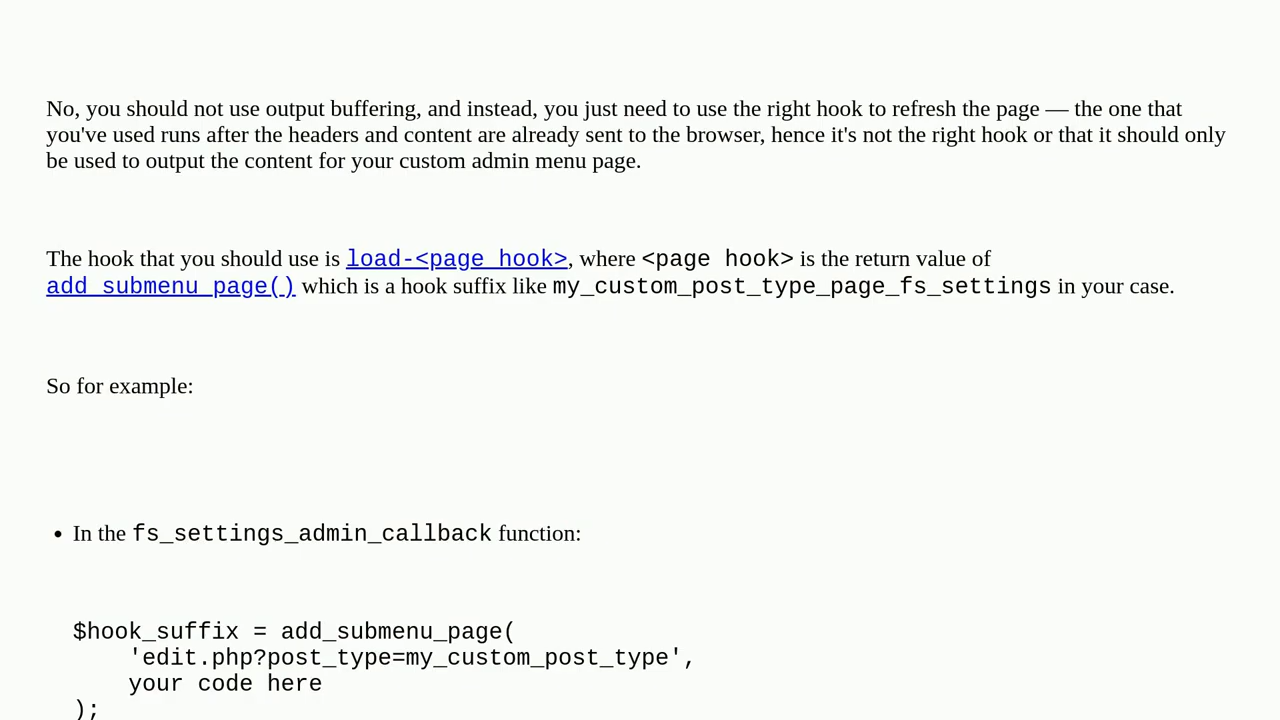 No, you should not use output buffering, and instead, you just need to use the right hook to refresh the page — the one that
you've used runs after the headers and content are already sent to the browser, hence it's not the right hook or that it should only
be used to output the content for your custom admin menu page.
The hook that you should use is load-<page_hook>, where <page_hook> is the return value of
add_submenu_page() which is a hook suffix like my_custom_post_type_page_fs_settings in your case.
So for example:
• In the fs_settings_admin_callback function:
$hook_suffix = add_submenu_page(
    'edit.php?post_type=my_custom_post_type',
    your code here
);